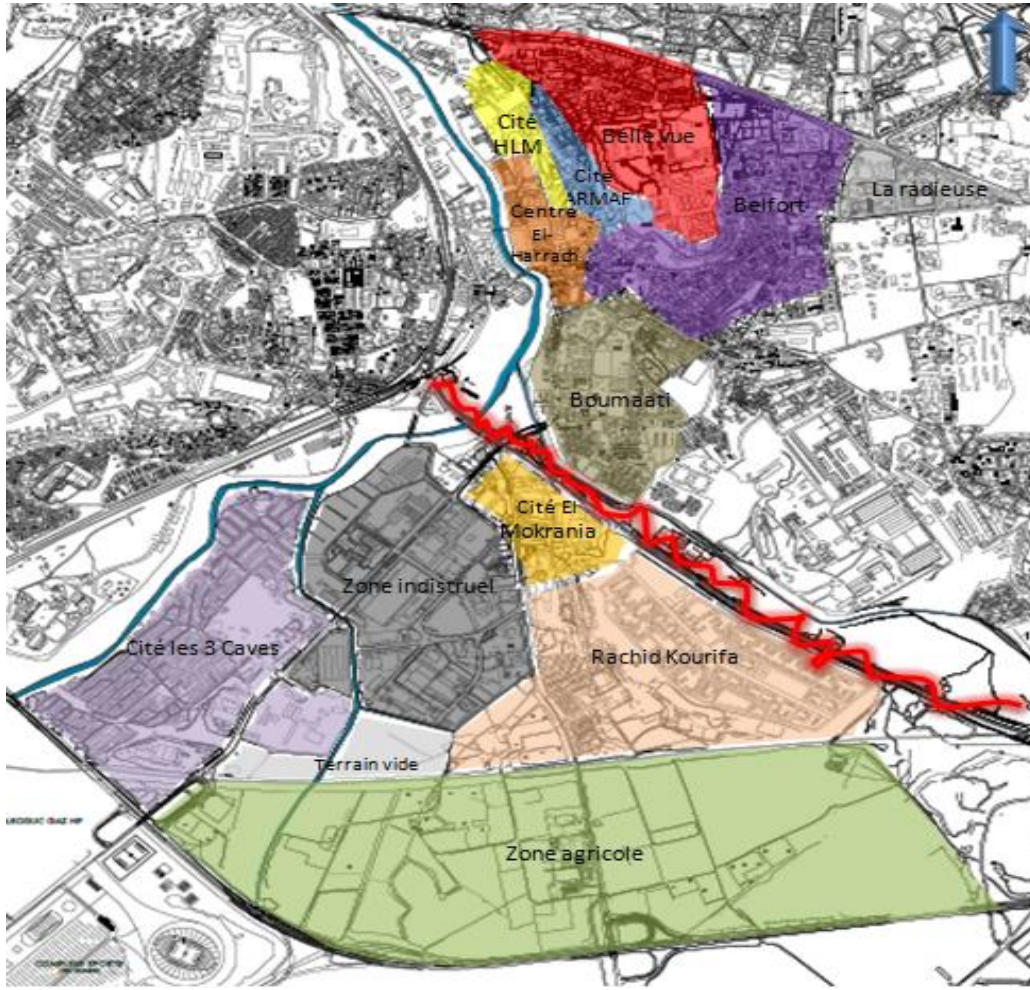 Belle vue
Cité
HLM
Cité
ARMAF
La radieuse
Belfort
Centre
El-
Harrach
Boumaati
Cité El
Mokrania
Zone indistruel
Cité les 3 Caves
Rachid Kourifa
Terrain vide
Zone agricole